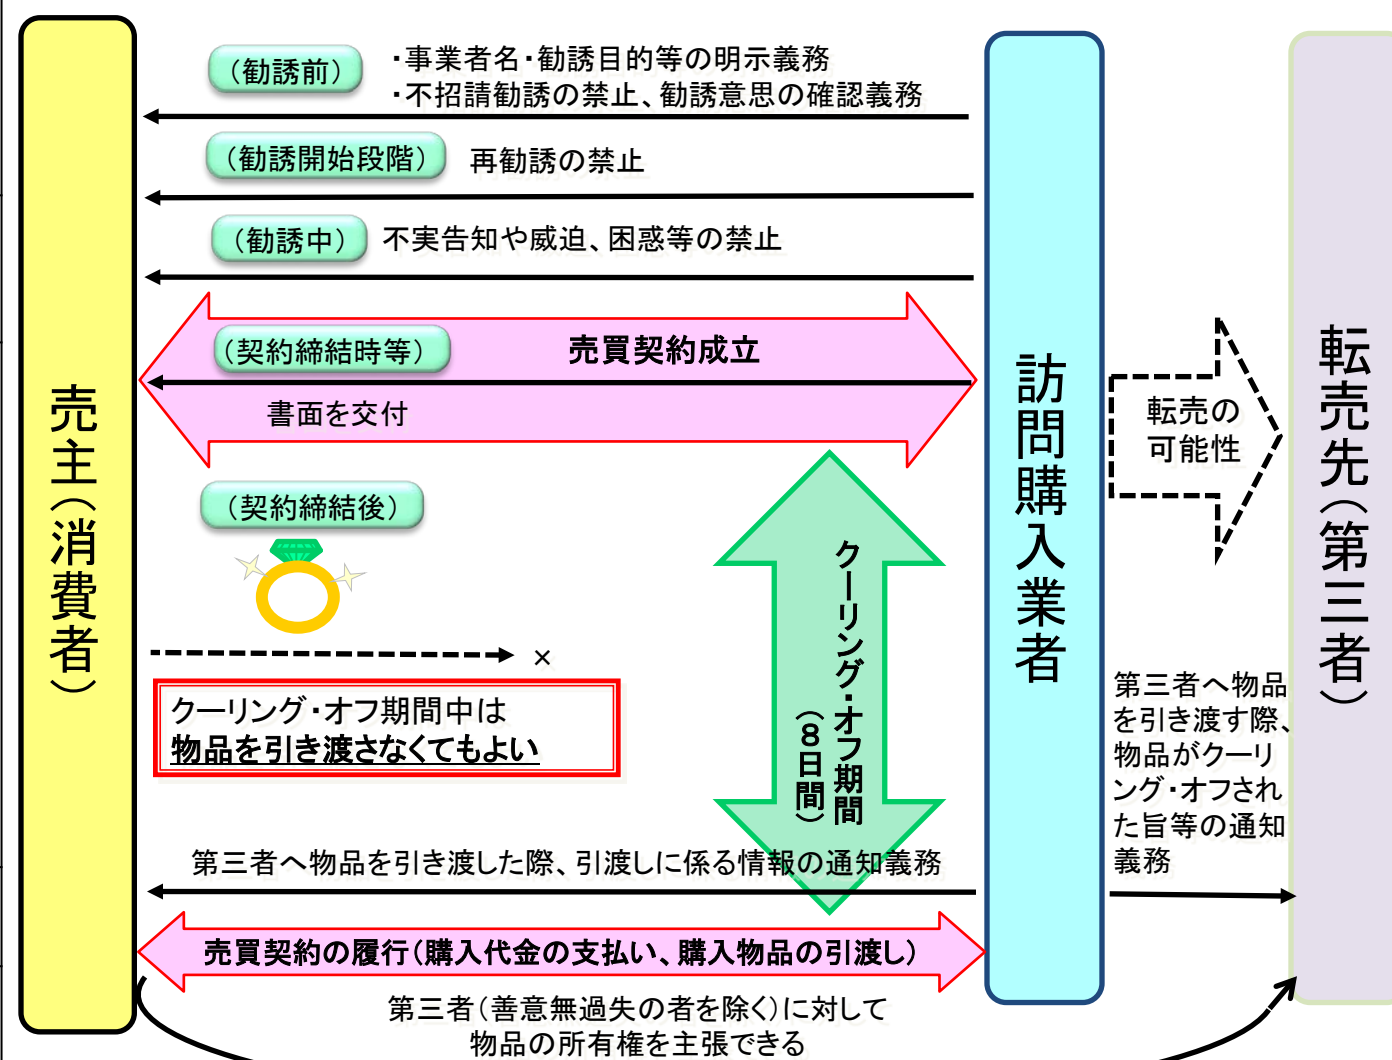 売主（消費者）
（勧誘前）
・事業者名・勧誘目的等の明示義務
・不招請勧誘の禁止、勧誘意思の確認義務
（勧誘開始段階）
再勧誘の禁止
（勧誘中）
不実告知や威迫、困惑等の禁止
（契約締結時等）
売買契約成立
書面を交付
（契約締結後）
×
クーリング・オフ期間中は
物品を引き渡さなくてもよい
クーリング・オフ期間
（８日間）
第三者へ物品を引き渡した際、引渡しに係る情報の通知義務
売買契約の履行（購入代金の支払い、購入物品の引渡し）
第三者（善意無過失の者を除く）に対して
物品の所有権を主張できる
訪問購入業者
転売の
可能性
第三者へ物品
を引き渡す際、
物品がクーリ
ング・オフされ
た旨等の通知
義務
転売先（第三者）